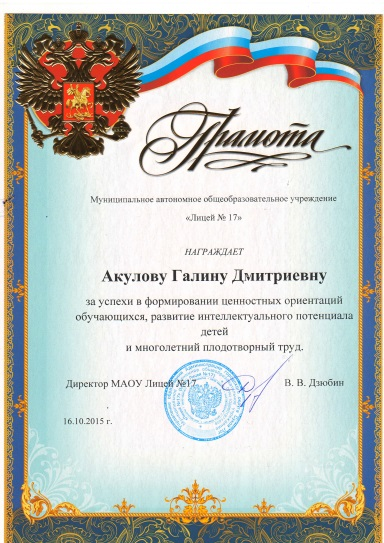 Грамота
Муниципальное автономное общеобразовательное учреждение
«Лицей № 17»
НАГРАЖДАЕТ
Акулову Галину Дмитриевну
за успехи в формировании ценностных ориентаций
обучающихся, развитие интеллектуального потенциала
детей
и многолетний плодотворный труд.
Директор МАОУ Лицей №17 В. В. Дзюбин
16.10.2015 г.